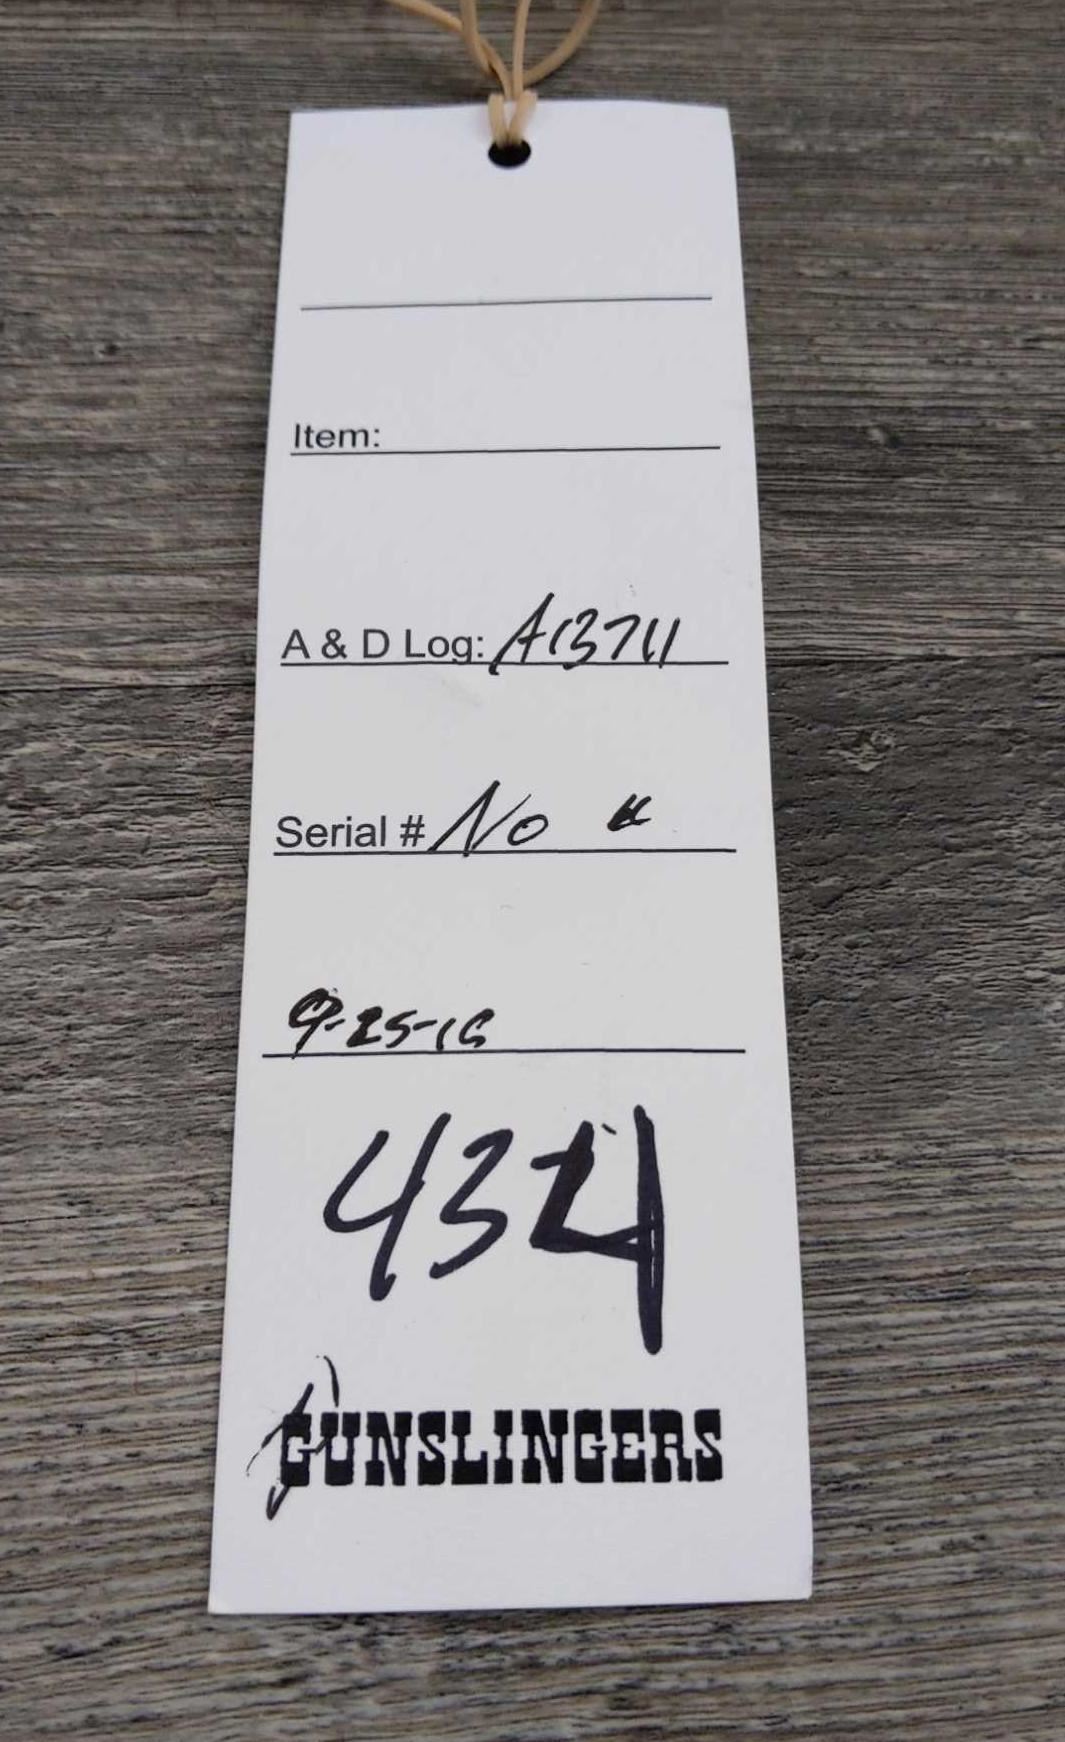 Item:
A & D Log: A13711
Serial # No "
9-25-16
434
GUNSLINGERS